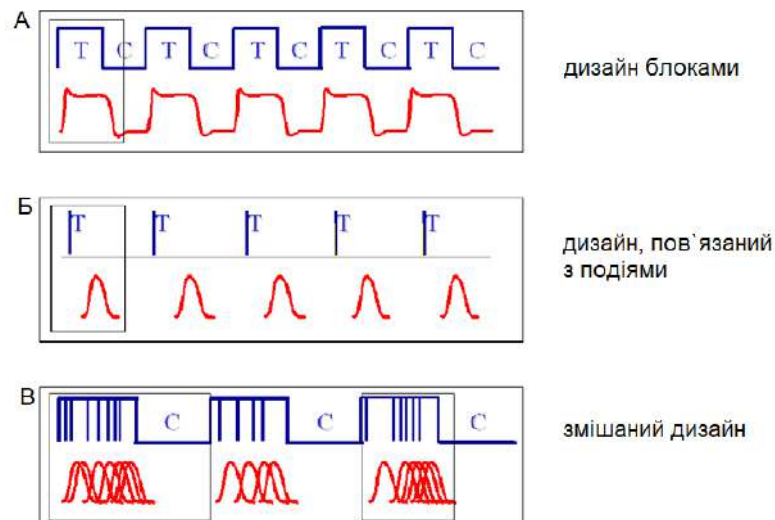 А
T C T C T C T C T C
дизайн блоками
Б
T T T T T
дизайн, пов`язаний
з подіями
В
C C C
змішаний дизайн